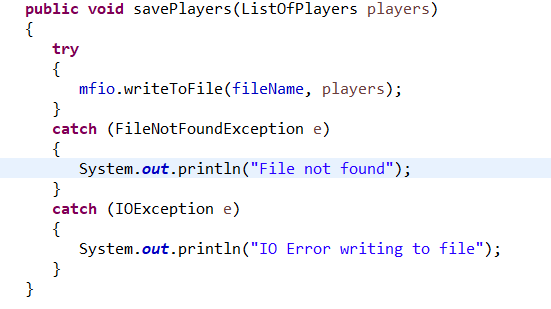 public void savePlayers(ListOfPlayers players)
{
try
{
mfio.writeToFile(fileName, players);
}
catch (FileNotFoundException e)
{
System.out.println("File not found");
}
catch (IOException e)
{
System.out.println("IO Error writing to file");
}
}